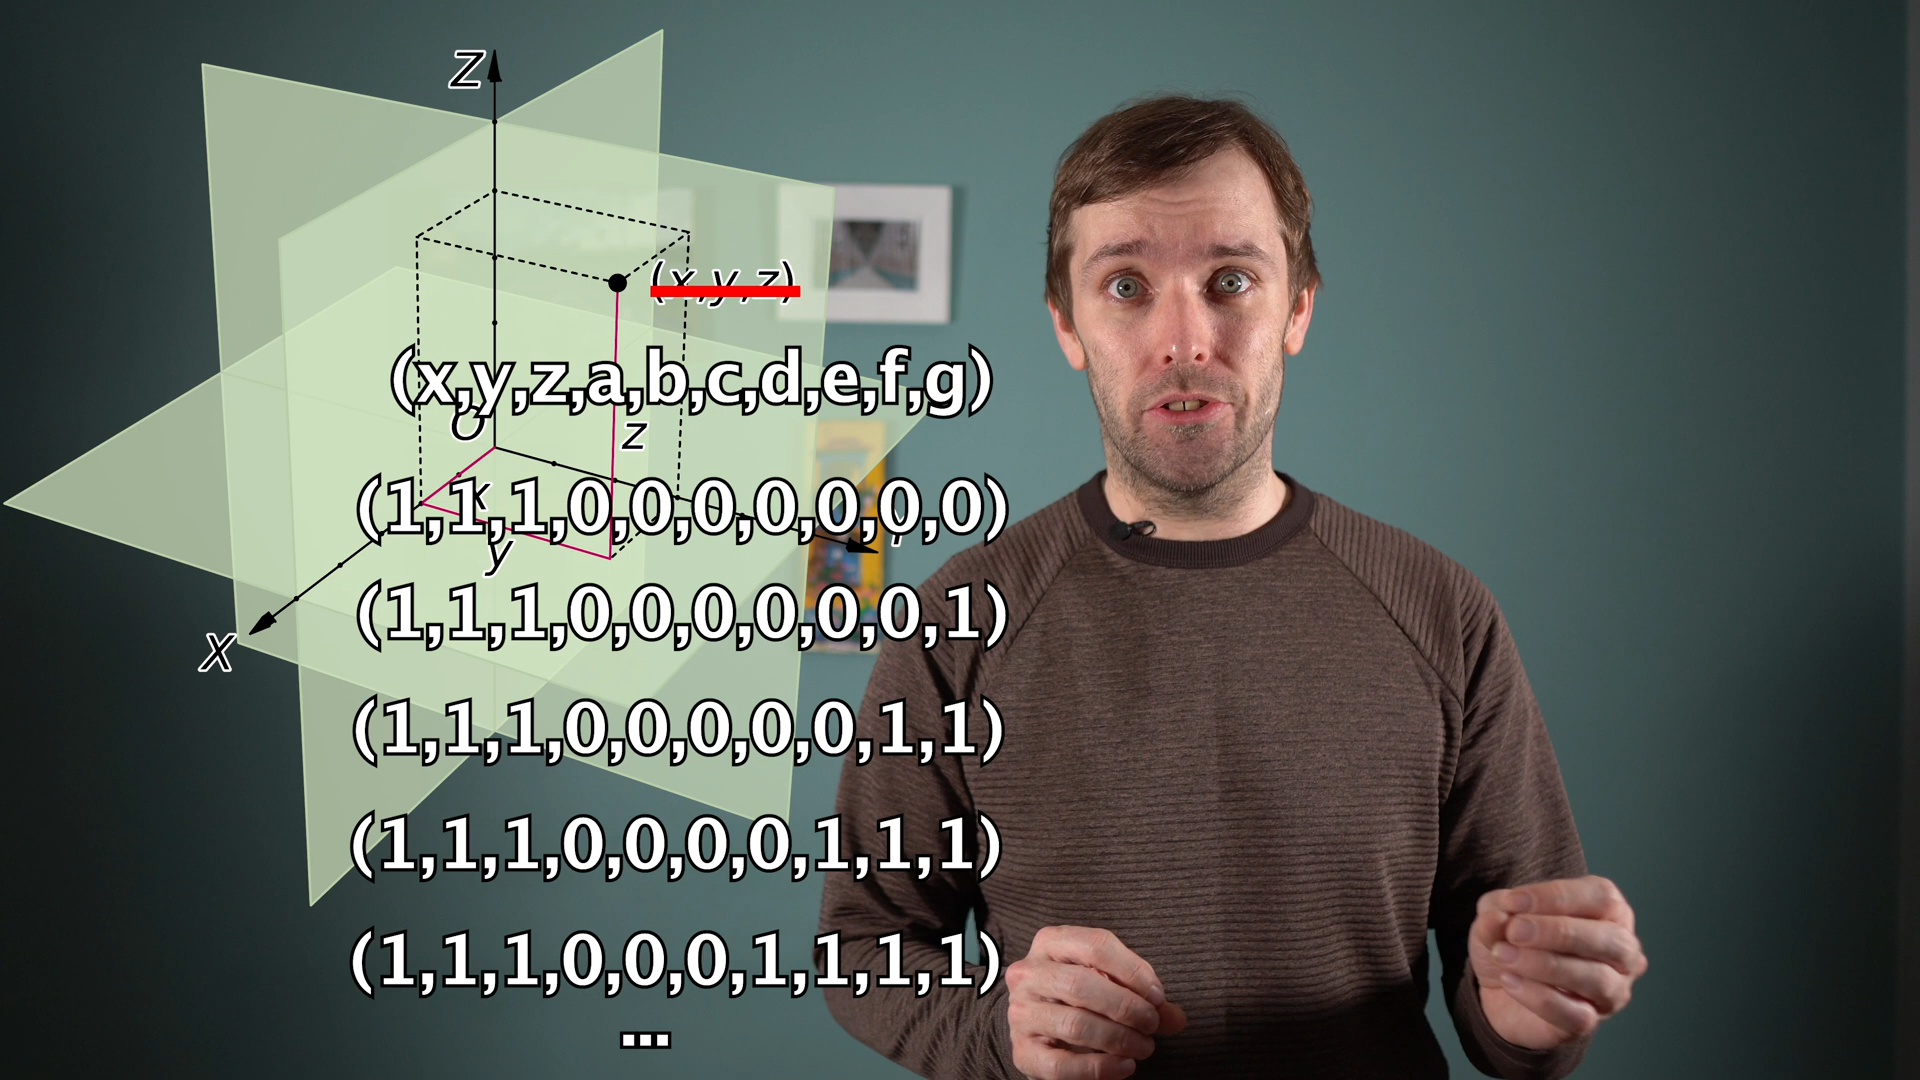 Z
(x,y,z)
(x,y,z,a,b,c,d,e,f,g)
O
z
(1,1,1,0,0,0,0,0,0,0)
x
y
(1,1,1,0,0,0,0,0,0,1)
X
(1,1,1,0,0,0,0,0,1,1)
(1,1,1,0,0,0,0,1,1,1)
(1,1,1,0,0,0,1,1,1,1)
...